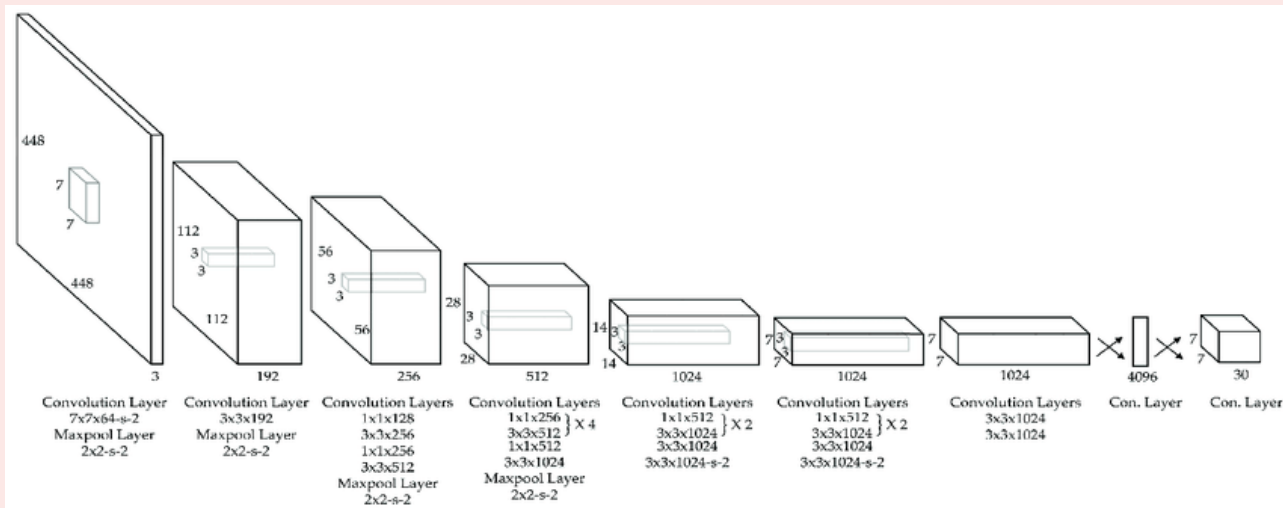 448
7
7
448
3
112
3
3
112
192
56
3
3
56
256
28
3
3
28
512
14
3
3
14
1024
7
3
3
7
1024
7
7
1024
4096
7
7
30
Convolution Layer
7x7x64-s-2
Maxpool Layer
2x2-s-2
Convolution Layer
3x3x192
Maxpool Layer
2x2-s-2
Convolution Layers
1x1x128
3x3x256
1x1x256
3x3x512
Maxpool Layer
2x2-s-2
Convolution Layers
1x1x256
3x3x512 } X 4
1x1x512
3x3x1024
Maxpool Layer
2x2-s-2
Convolution Layers
1x1x512
3x3x1024 } X 2
3x3x1024
3x3x1024-s-2
Convolution Layers
1x1x512
3x3x1024 } X 2
3x3x1024
3x3x1024-s-2
Convolution Layers
3x3x1024
3x3x1024
Con. Layer
Con. Layer